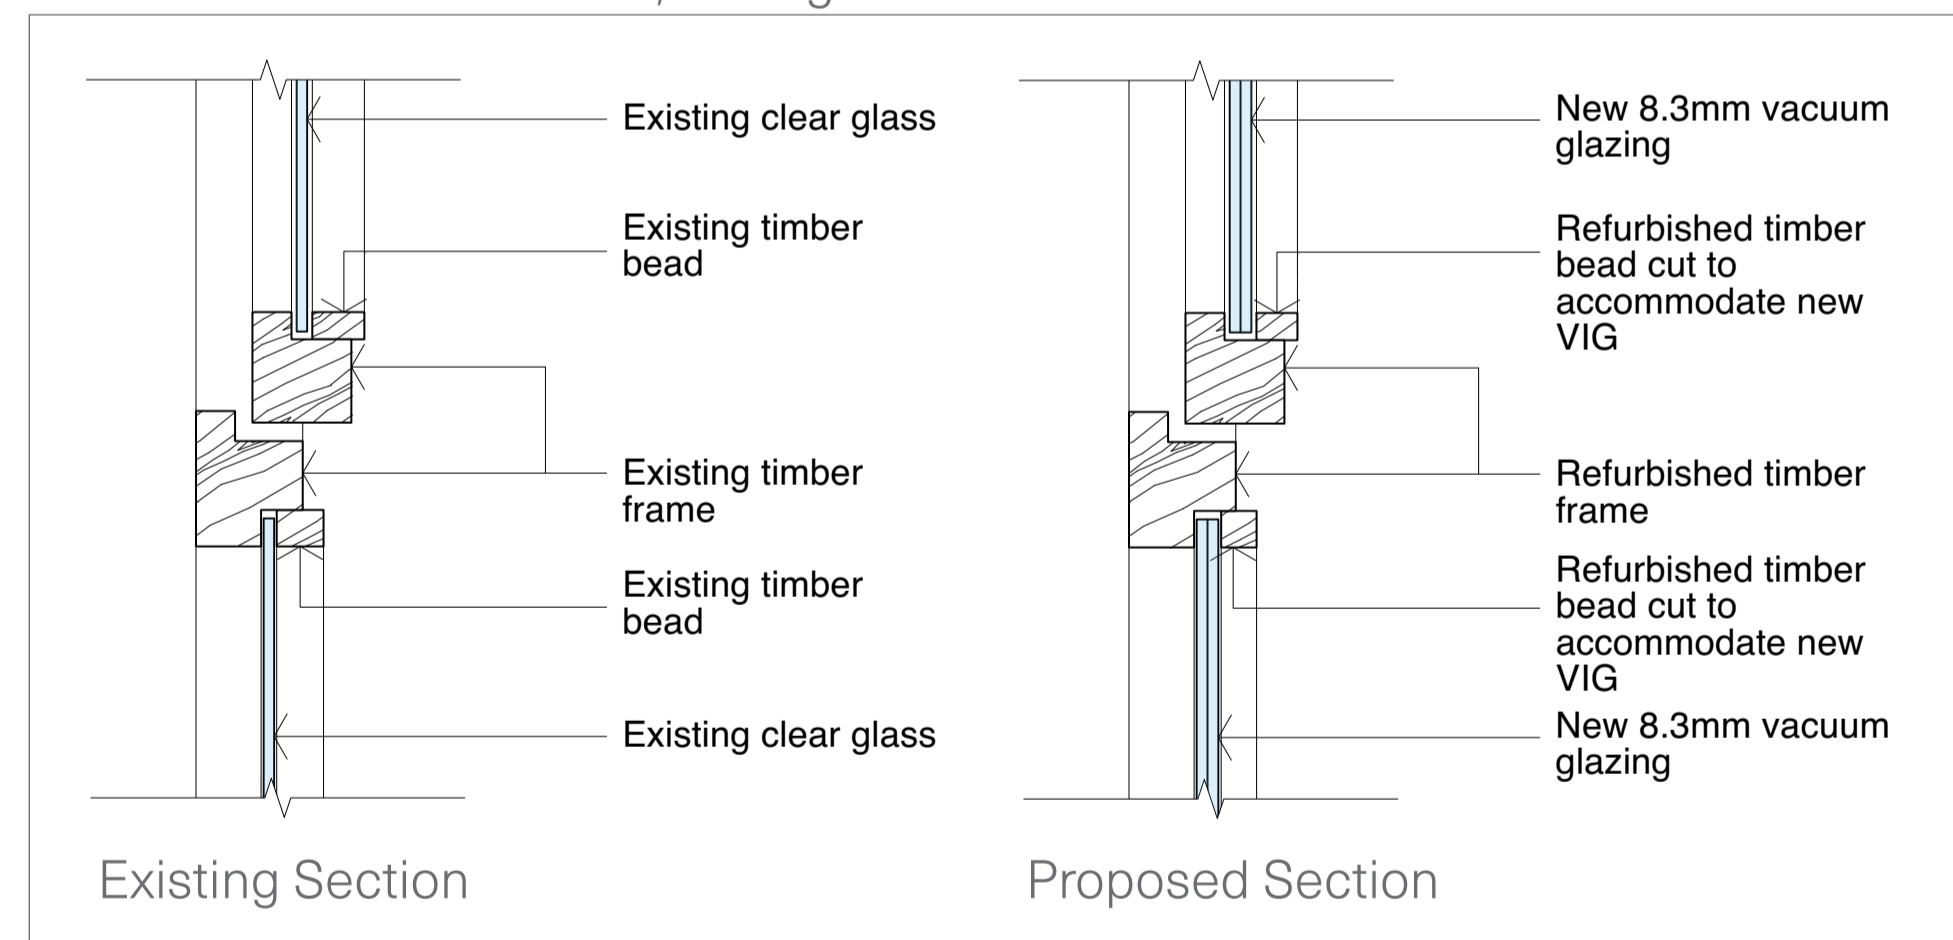 Existing clear glass
Existing timber
bead
Existing timber
frame
Existing timber
bead
Existing clear glass
Existing Section
New 8.3mm vacuum
glazing
Refurbished timber
bead cut to
accommodate new
VIG
Refurbished timber
frame
Refurbished timber
bead cut to
accommodate new
VIG
New 8.3mm vacuum
glazing
Proposed Section